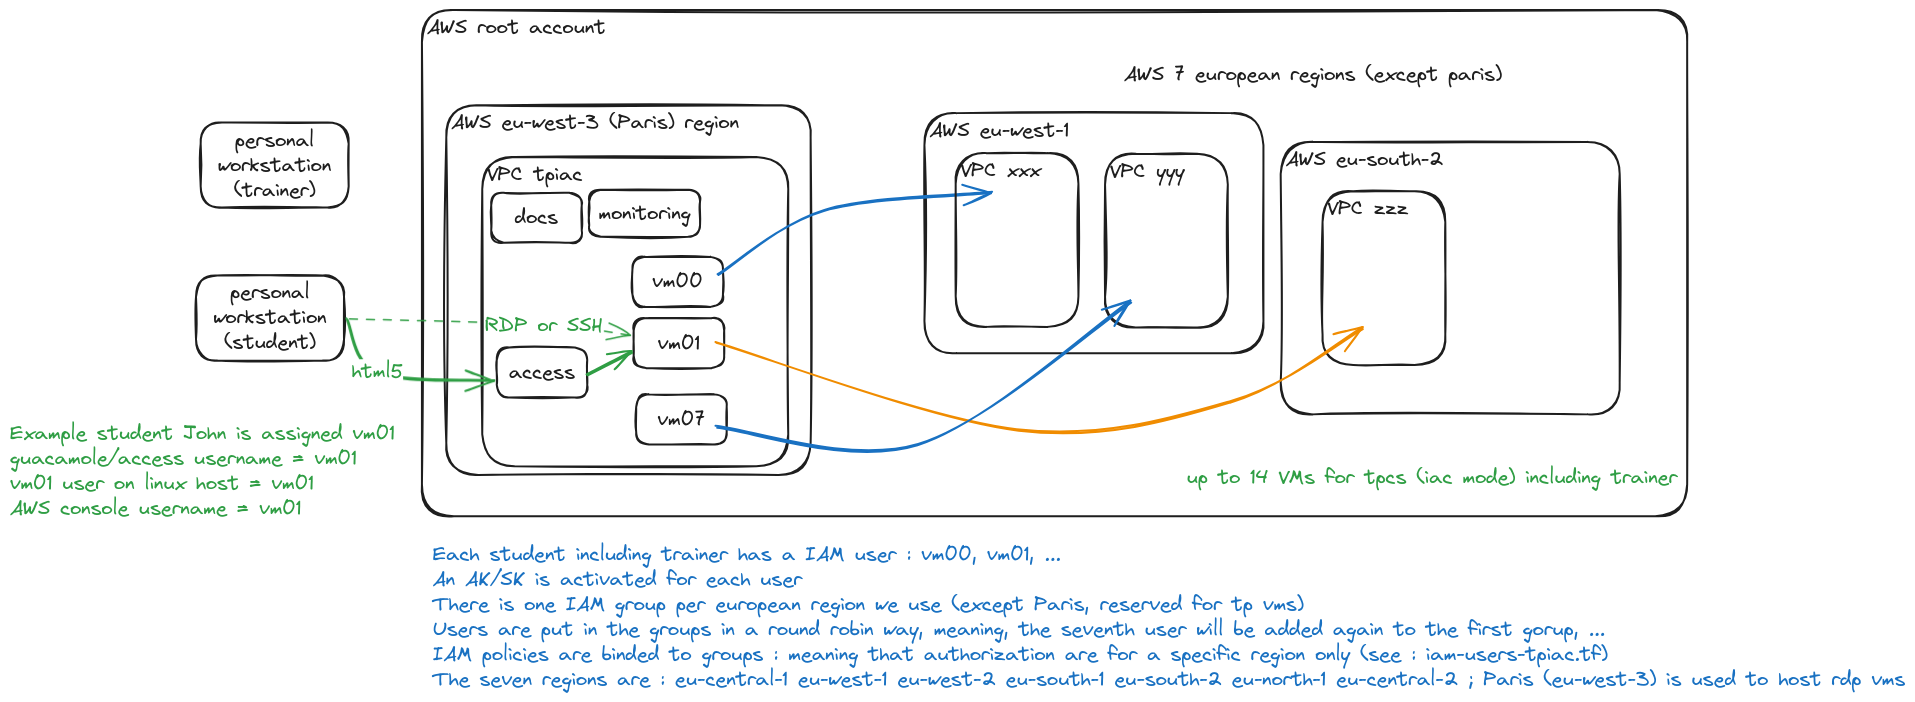 AWS root account
AWS 7 european regions (except paris)
AWS eu-west-3 (Paris) region
AWS eu-west-1
personal
workstation
(trainer)
AWS eu-south-2
VPC tpiac
VPC xxx
VPC yyy
docs
monitoring
VPC zzz
vm00
personal
workstation
(student)
RDP or SSH
vm01
html5
access
vm07
Example student John is assigned vm01
guacamole/access username = vm01
vm01 user on linux host = vm01
AWS console username = vm01
up to 14 VMs for tpcs (iac mode) including trainer
Each student including trainer has a IAM user : vm00, vm01, ...
An AK/SK is activated for each user
There is one IAM group per european region we use (except Paris, reserved for tp vms)
Users are put in the groups in a round robin way, meaning, the seventh user will be added again to the first gorup, ...
IAM policies are binded to groups : meaning that authorization are for a specific region only (see : iam-users-tpiac.tf)
The seven regions are : eu-central-1 eu-west-1 eu-west-2 eu-south-1 eu-south-2 eu-north-1 eu-central-2 ; Paris (eu-west-3) is used to host rdp vms